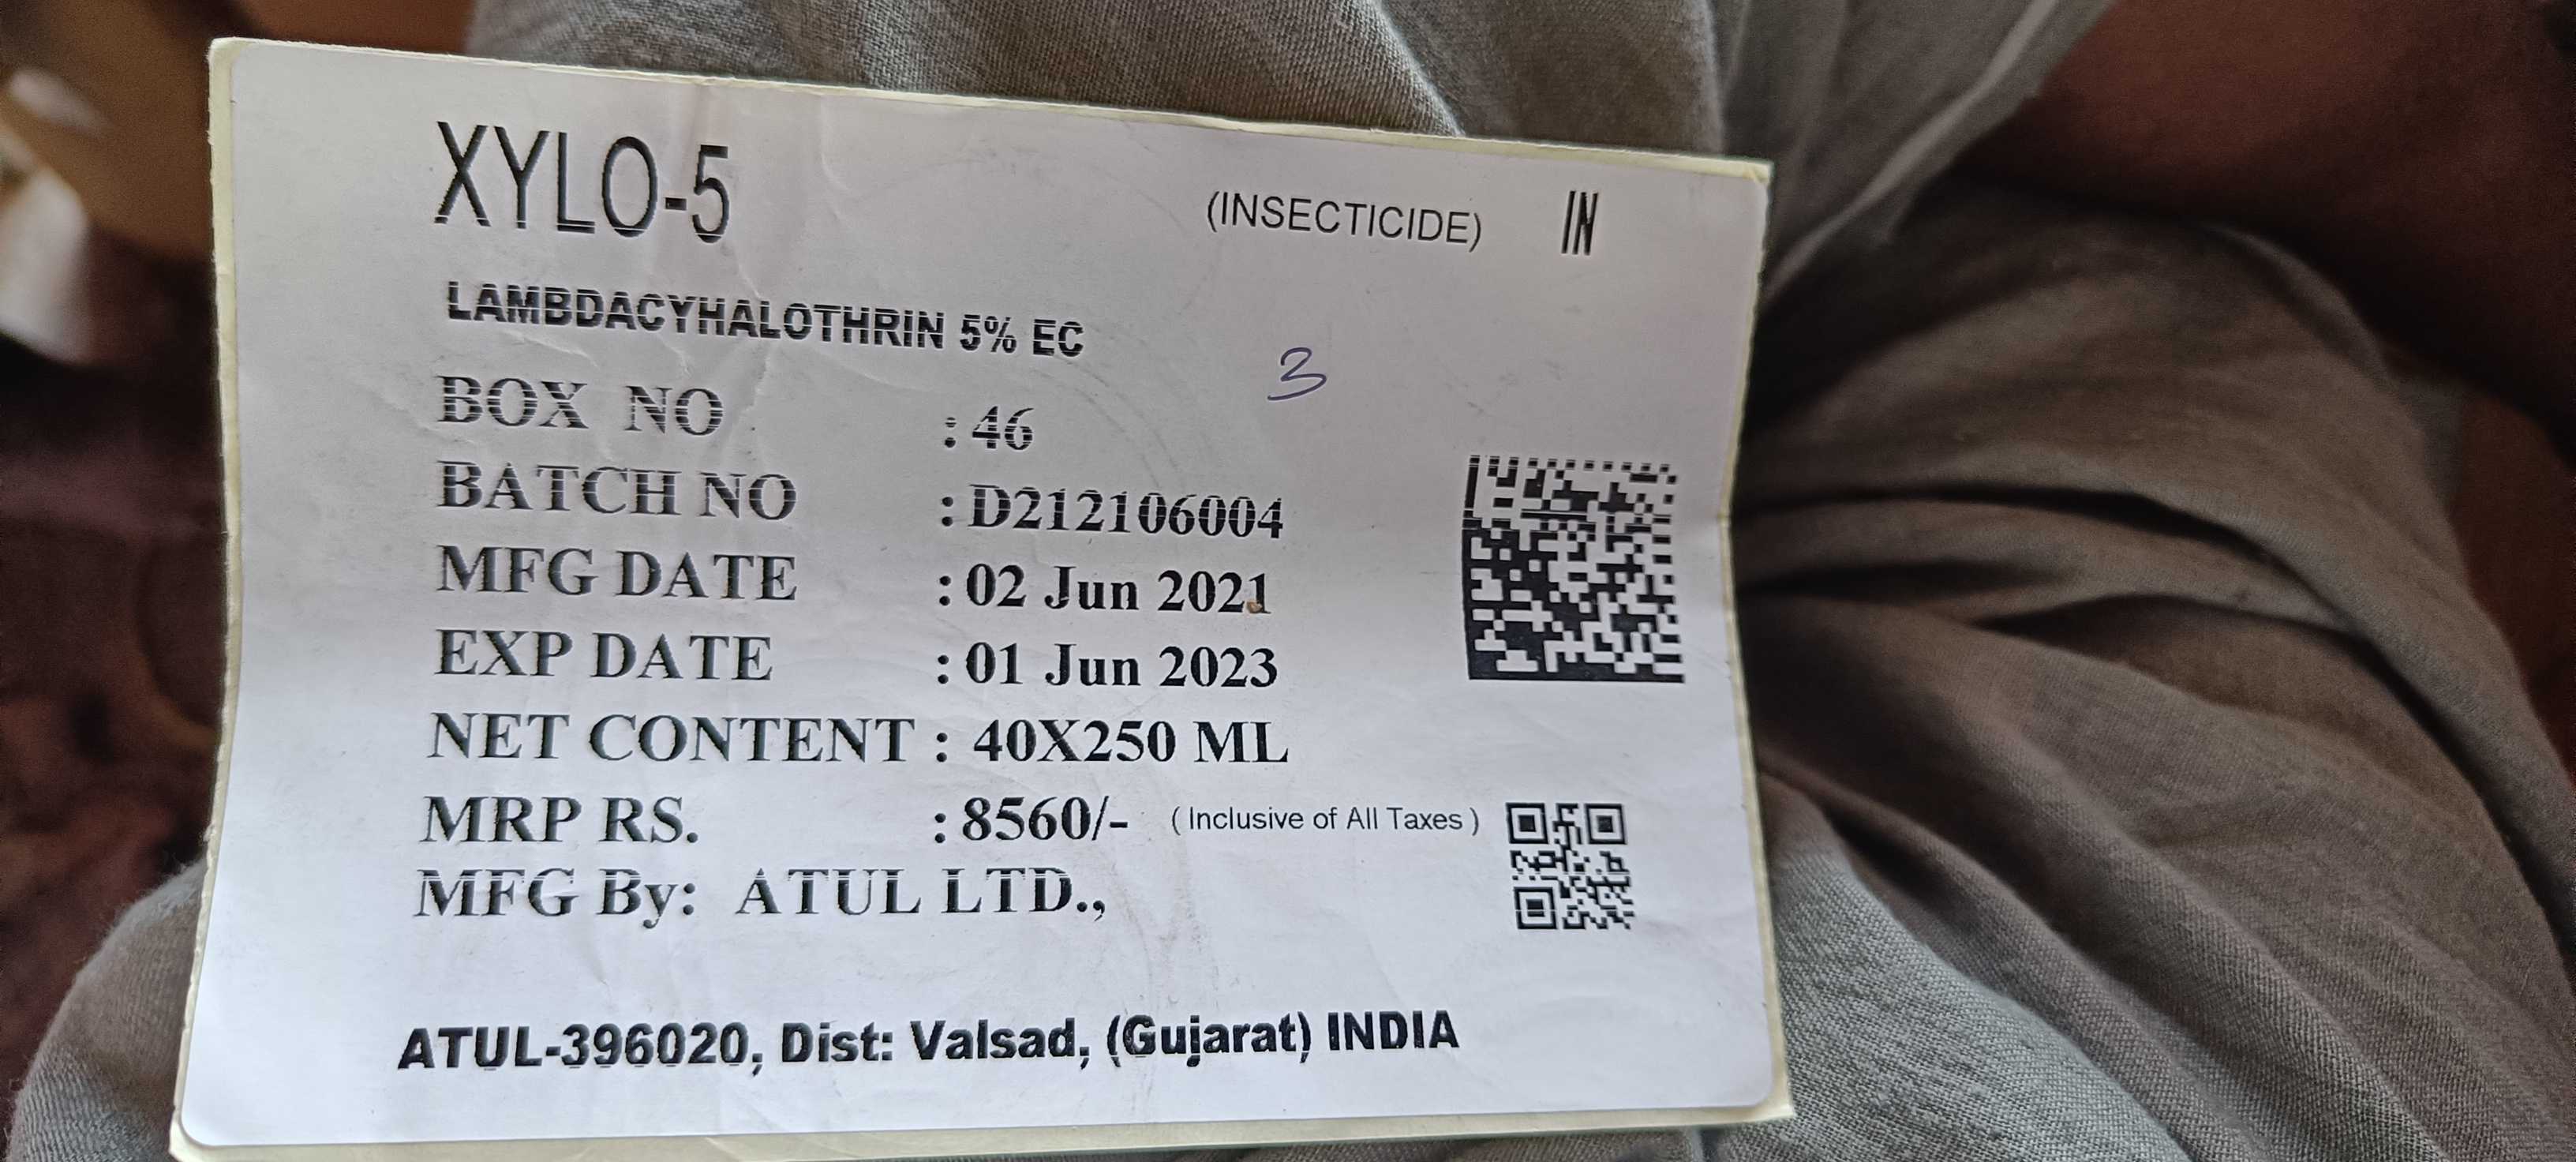 XYLO-5 (INSECTICIDE) IN
LAMBDACYHALOTHRIN 5% EC
3
BOX NO : 46
BATCH NO : D212106004
MFG DATE : 02 Jun 2021
EXP DATE : 01 Jun 2023
NET CONTENT : 40X250 ML
MRP RS. : 8560/- ( Inclusive of All Taxes )
MFG By: ATUL LTD.,
ATUL-396020, Dist: Valsad, (Gujarat) INDIA